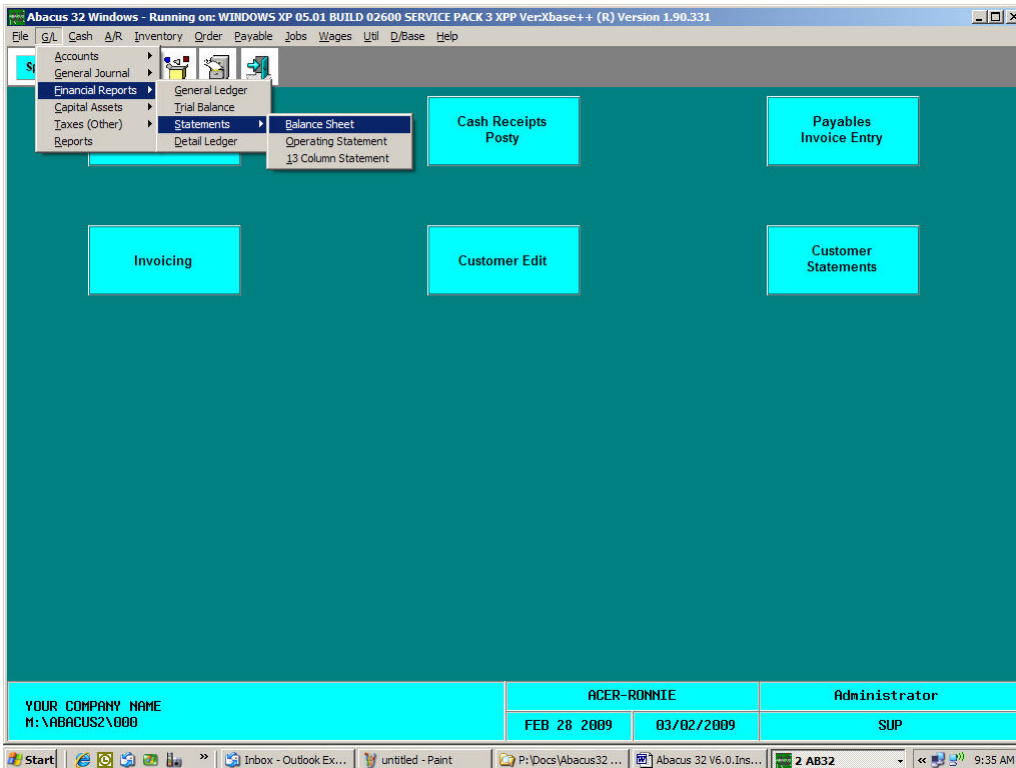 Abacus 32 Windows - Running on: WINDOWS XP 05.01 BUILD 02600 SERVICE PACK 3 XPP Ver:Xbase++ (R) Version 1.90.331
File G/L Cash A/R Inventory Order Payable Jobs Wages Util D/Base Help
Accounts
General Journal
Financial Reports
Capital Assets
Taxes (Other)
Reports
General Ledger
Trial Balance
Statements
Detail Ledger
Balance Sheet
Operating Statement
13 Column Statement
Cash Receipts
Posty
Payables
Invoice Entry
Invoicing
Customer Edit
Customer
Statements
YOUR COMPANY NAME
M:\ABACUS2\000
ACER-RONNIE
Administrator
FEB 28 2009
03/02/2009
SUP
Start
Inbox - Outlook Ex...
untitled - Paint
P:\Docs\Abacus32 ...
Abacus 32 V6.0.Ins...
2 AB32
9:35 AM